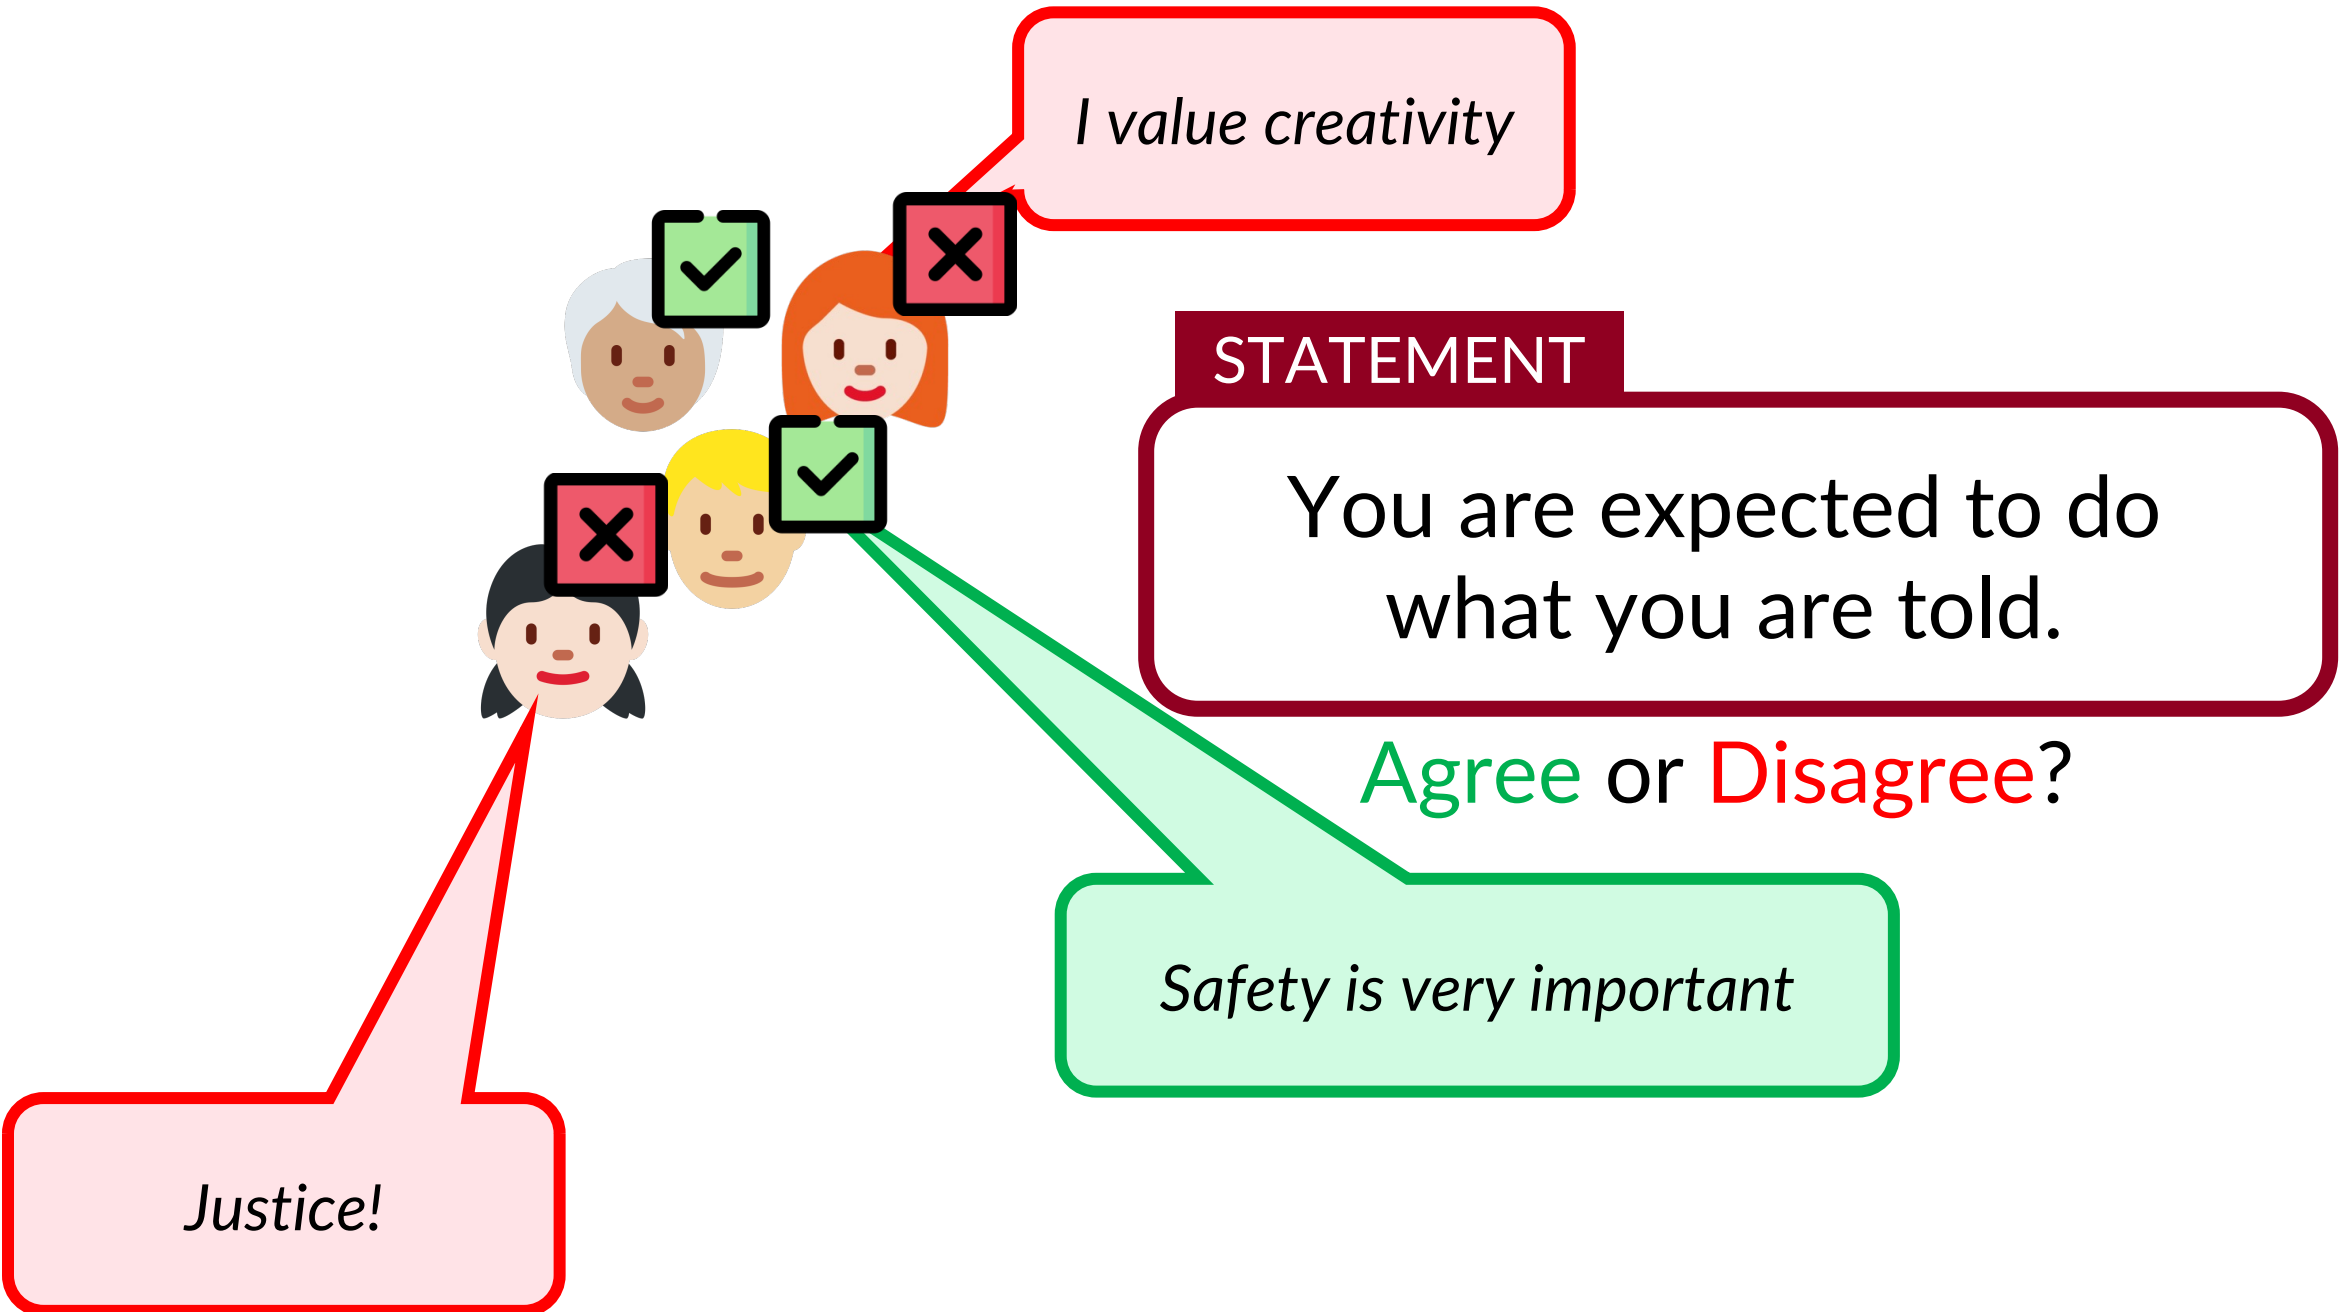 I value creativity
STATEMENT
You are expected to do
what you are told.
Agree or Disagree?
Safety is very important
Justice!